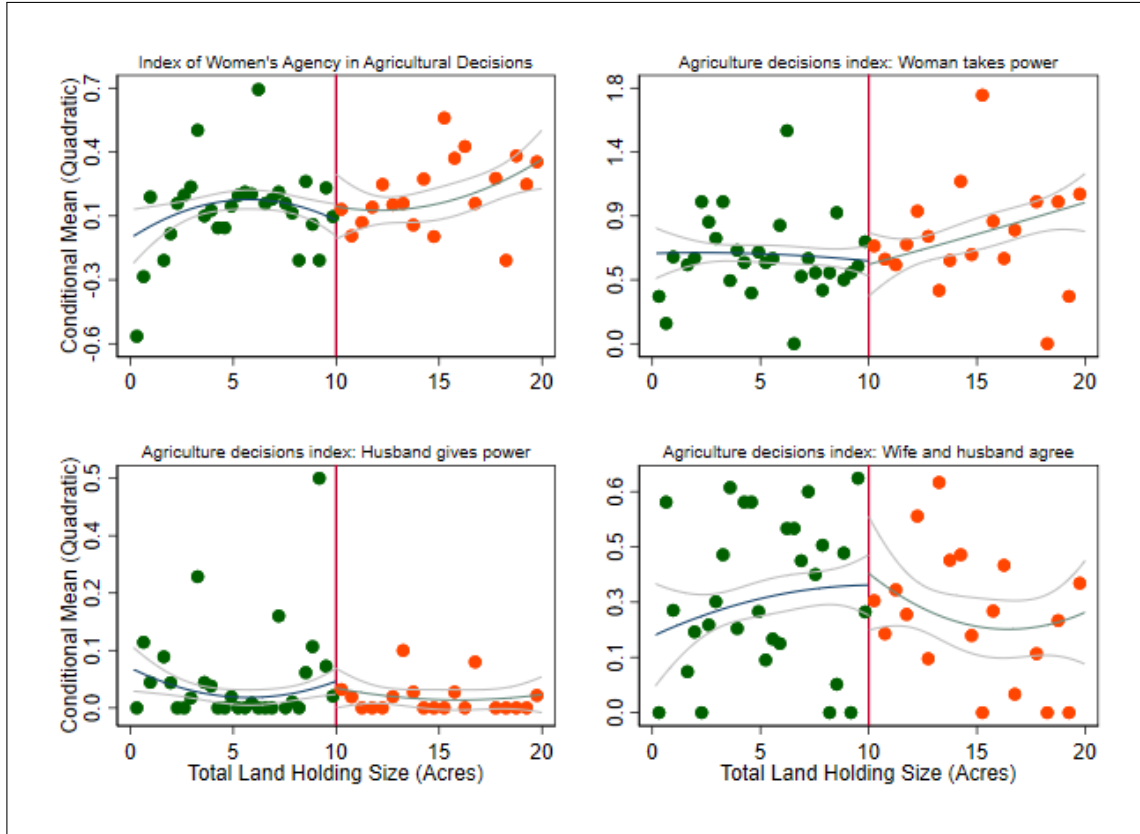 Index of Women's Agency in Agricultural Decisions
Conditional Mean (Quadratic)
0.7
0.4
0.1
-0.3
-0.6
0 5 10 15 20
Agriculture decisions index: Woman takes power
1.8
1.4
0.9
0.5
0.0
0 5 10 15 20
Agriculture decisions index: Husband gives power
Conditional Mean (Quadratic)
0.5
0.4
0.2
0.1
0.0
0 5 10 15 20
Total Land Holding Size (Acres)
Agriculture decisions index: Wife and husband agree
0.6
0.5
0.3
0.1
0.0
0 5 10 15 20
Total Land Holding Size (Acres)